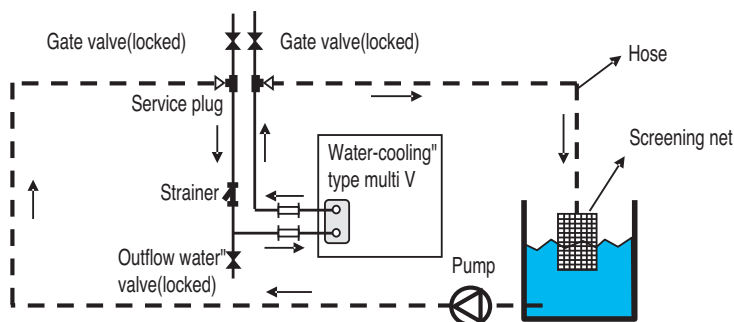 Gate valve(locked)
Gate valve(locked)
Hose
Service plug
Screening net
Water-cooling"
type multi V
Strainer
Outflow water"
valve(locked)
Pump